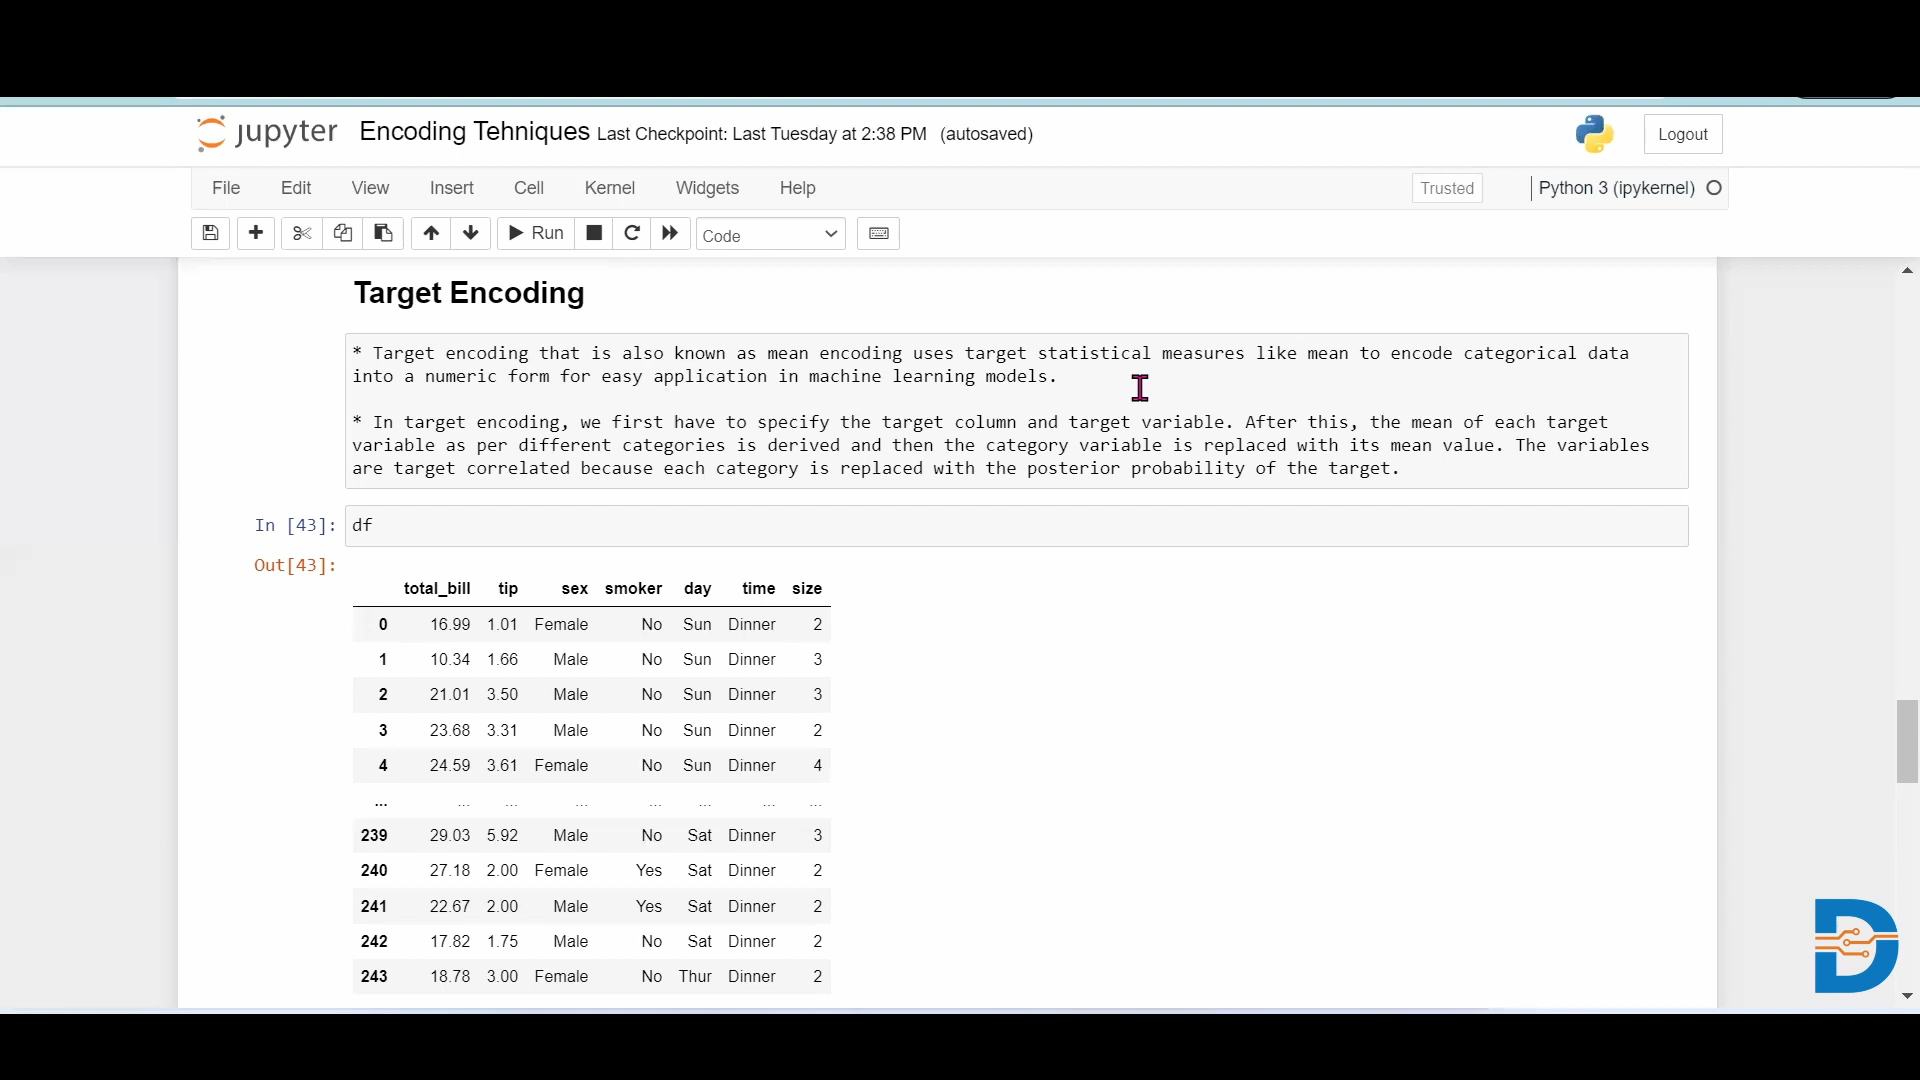 jupyter Encoding Tehniques Last Checkpoint: Last Tuesday at 2:38 PM (autosaved) Logout
File Edit View Insert Cell Kernel Widgets Help Trusted Python 3 (ipykernel)
Run Code
Target Encoding
* Target encoding that is also known as mean encoding uses target statistical measures like mean to encode categorical data
into a numeric form for easy application in machine learning models.
* In target encoding, we first have to specify the target column and target variable. After this, the mean of each target
variable as per different categories is derived and then the category variable is replaced with its mean value. The variables
are target correlated because each category is replaced with the posterior probability of the target.
In [43]: df
Out[43]:
total_bill tip sex smoker day time size
0 16.99 1.01 Female No Sun Dinner 2
1 10.34 1.66 Male No Sun Dinner 3
2 21.01 3.50 Male No Sun Dinner 3
3 23.68 3.31 Male No Sun Dinner 2
4 24.59 3.61 Female No Sun Dinner 4
... ... ... ... ... ... ... ...
239 29.03 5.92 Male No Sat Dinner 3
240 27.18 2.00 Female Yes Sat Dinner 2
241 22.67 2.00 Male Yes Sat Dinner 2
242 17.82 1.75 Male No Sat Dinner 2
243 18.78 3.00 Female No Thur Dinner 2